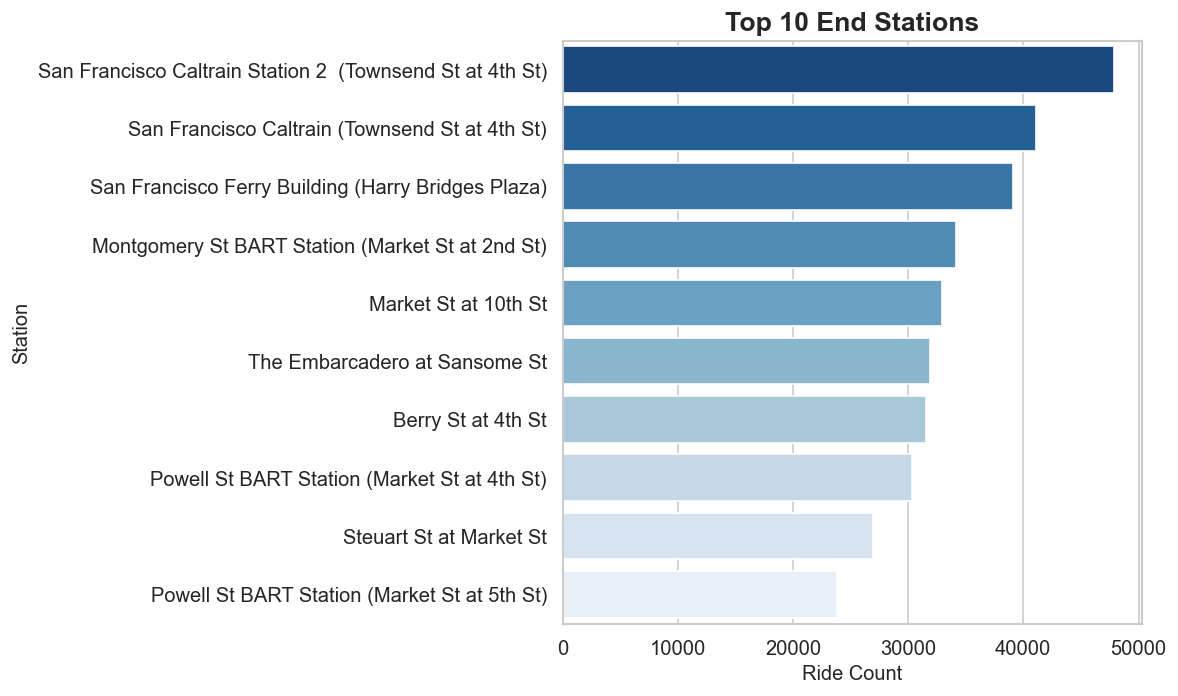 Top 10 End Stations
San Francisco Caltrain Station 2  (Townsend St at 4th St)
San Francisco Caltrain (Townsend St at 4th St)
San Francisco Ferry Building (Harry Bridges Plaza)
Montgomery St BART Station (Market St at 2nd St)
Market St at 10th St
The Embarcadero at Sansome St
Berry St at 4th St
Powell St BART Station (Market St at 4th St)
Steuart St at Market St
Powell St BART Station (Market St at 5th St)
Station
0 10000 20000 30000 40000 50000
Ride Count